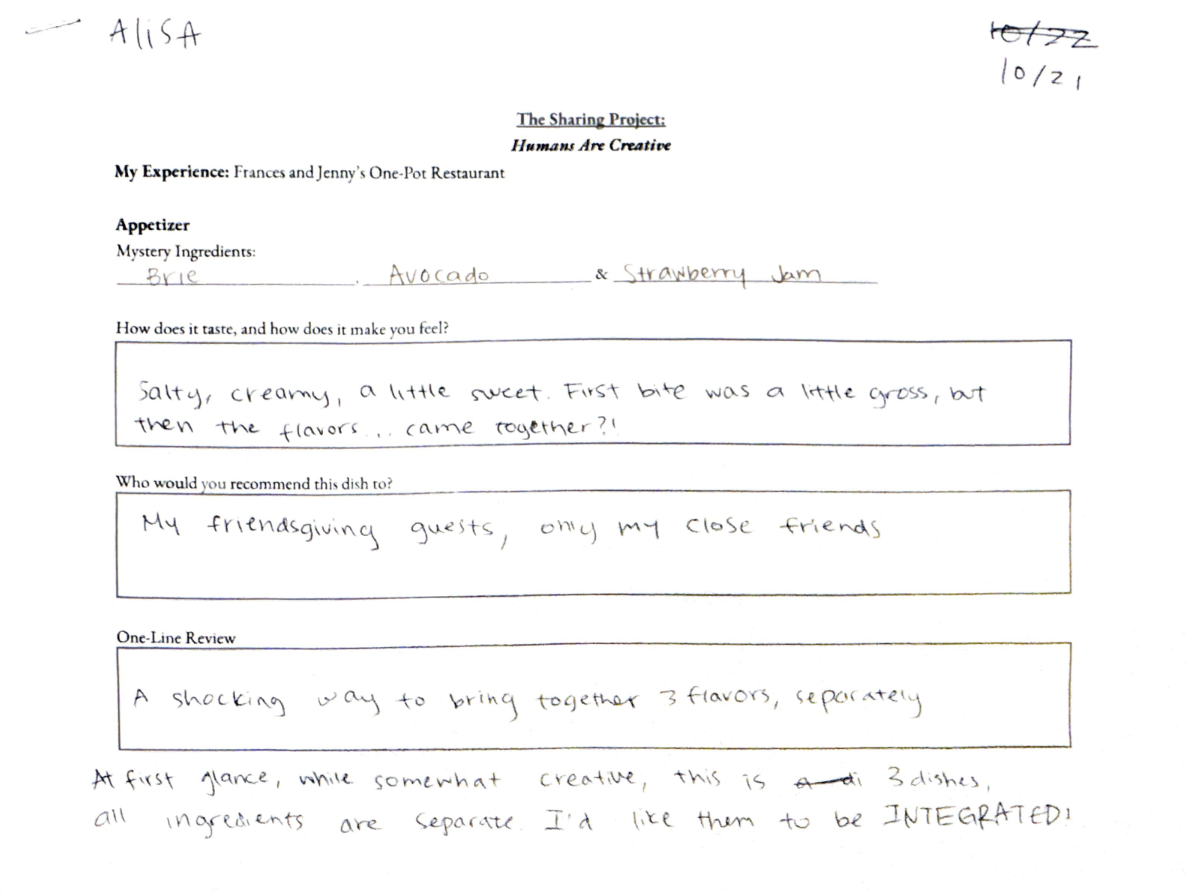 AliSA
10/22
10/21
The Sharing Project:
Humans Are Creative
My Experience: Frances and Jenny's One-Pot Restaurant
Appetizer
Mystery Ingredients:
Brie, Avocado & Strawberry Jam
How does it taste, and how does it make you feel?
Salty, creamy, a little sweet. First bite was a little gross, but
then the flavors... came together?!
Who would you recommend this dish to?
My friendsgiving guests, only my close friends
One-Line Review
A shocking way to bring together 3 flavors, separately
At first glance, while somewhat creative, this is a di 3 dishes,
all ingredients are separate. I'd like them to be INTEGRATED!